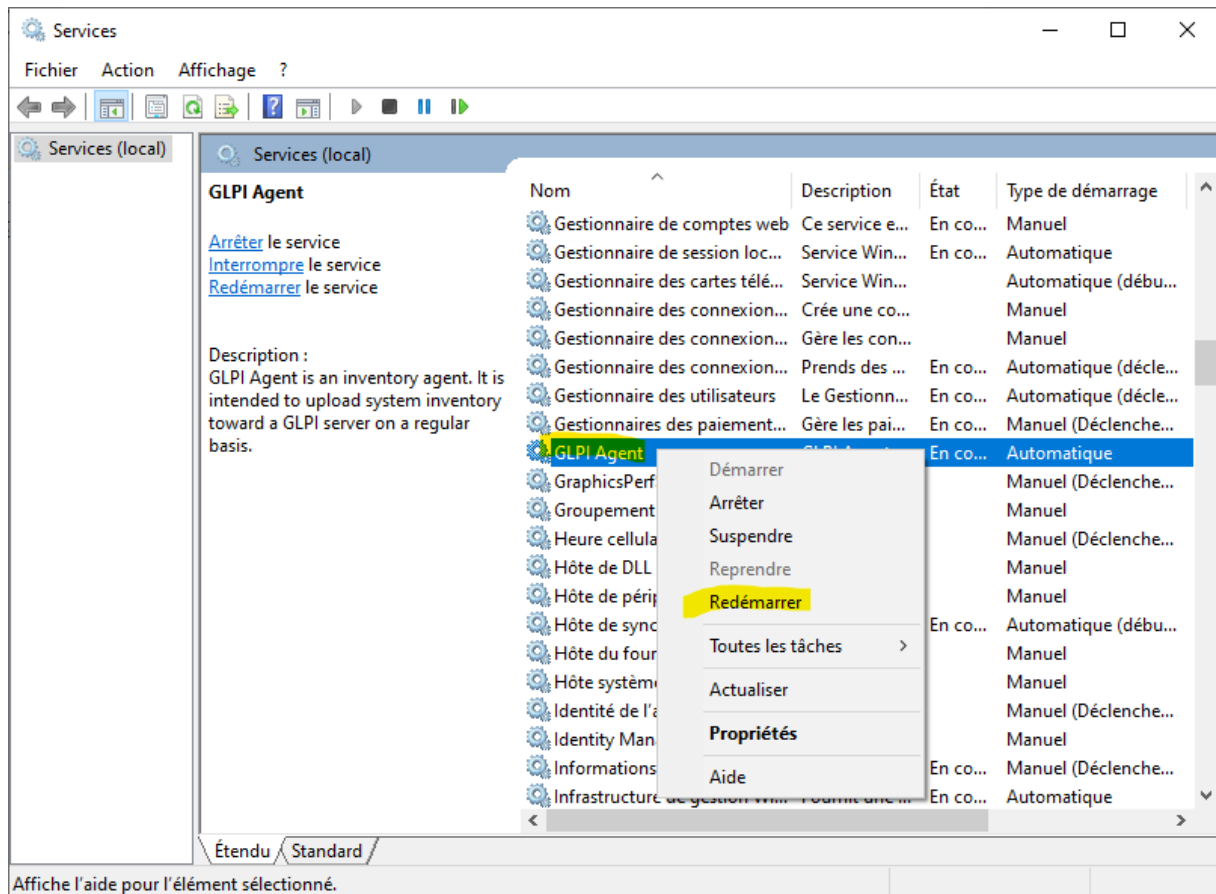 Services
Fichier Action Affichage ?
Services (local)
Services (local)
GLPI Agent
Arrêter le service
Interrompre le service
Redémarrer le service
Description :
GLPI Agent is an inventory agent. It is
intended to upload system inventory
toward a GLPI server on a regular
basis.
Nom Description État Type de démarrage
Gestionnaire de comptes web Ce service e... En co... Manuel
Gestionnaire de session loc... Service Win... En co... Automatique
Gestionnaire des cartes télé... Service Win... Automatique (débu...
Gestionnaire des connexion... Crée une co... Manuel
Gestionnaire des connexion... Gère les con... Manuel
Gestionnaire des connexion... Prends des ... En co... Automatique (décle...
Gestionnaire des utilisateurs Le Gestionn... En co... Automatique (décle...
Gestionnaires des paiement... Gère les pai... En co... Manuel (Déclenche...
GLPI Agent En co... Automatique
GraphicsPerf Manuel (Déclenche...
Groupement Manuel
Heure cellula Manuel (Déclenche...
Hôte de DLL Manuel
Hôte de périp Manuel
Hôte de sync En co... Automatique (débu...
Hôte du four Manuel
Hôte système Manuel
Identité de l'a Manuel (Déclenche...
Identity Man Manuel
Informations En co... Manuel (Déclenche...
Infrastructure de gestion Wi... Fournit une ... En co... Automatique
Démarrer
Arrêter
Suspendre
Reprendre
Redémarrer
Toutes les tâches
Actualiser
Propriétés
Aide
Étendu Standard
Affiche l'aide pour l'élément sélectionné.